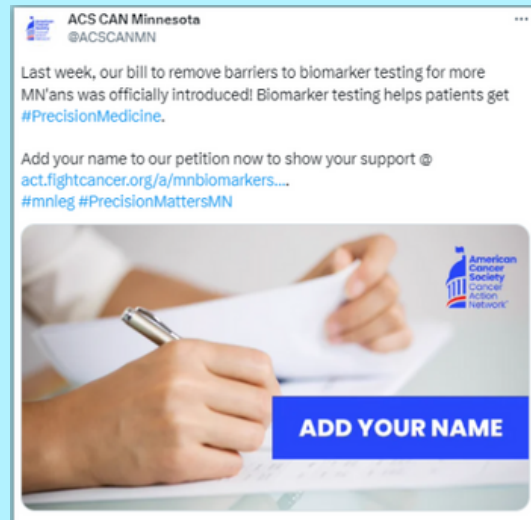 ACS CAN Minnesota
@ACSCANMN
Last week, our bill to remove barriers to biomarker testing for more
MN'ans was officially introduced! Biomarker testing helps patients get
#PrecisionMedicine.
Add your name to our petition now to show your support @
act.fightcancer.org/a/mnbiomarkers....
#mnleg #PrecisionMattersMN
American
Cancer
Society
Cancer
Action
Network™
ADD YOUR NAME